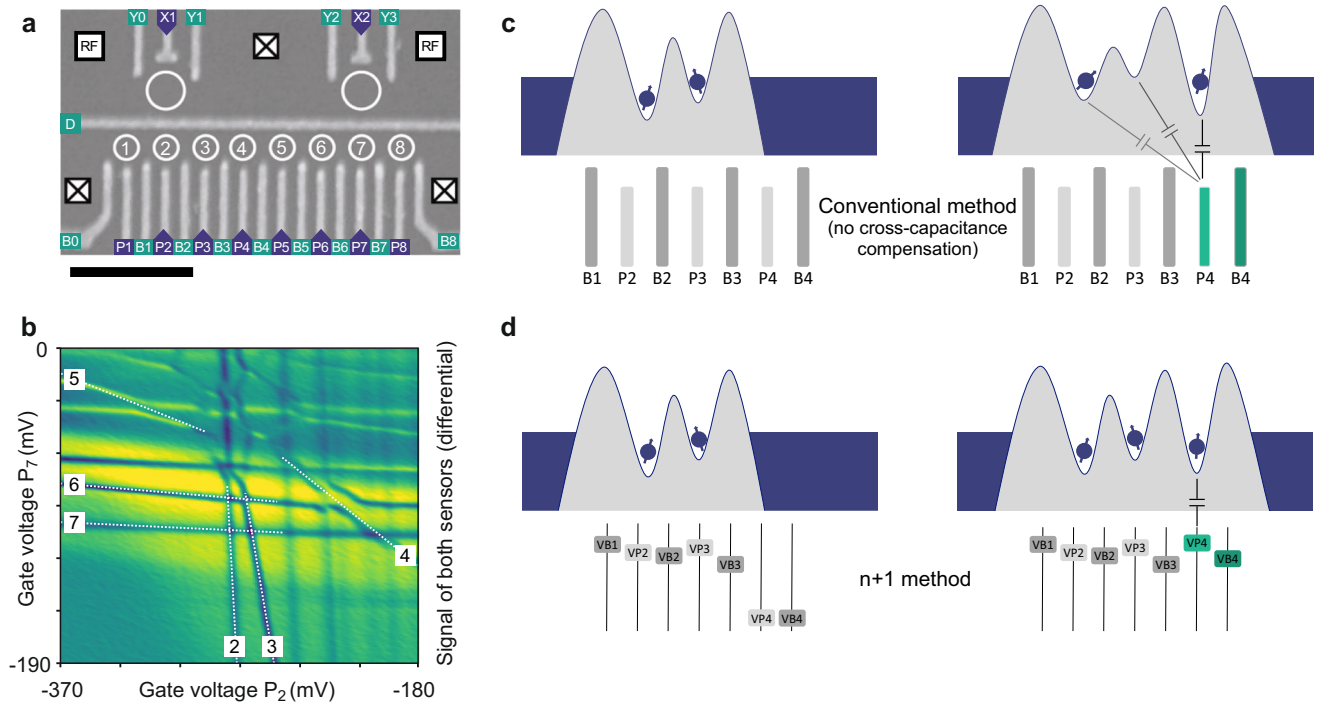 a
Y0 X1 Y1 Y2 X2 Y3
RF RF
D
1 2 3 4 5 6 7 8
B0 P1 B1 P2 B2 P3 B3 P4 B4 P5 B5 P6 B6 P7 B7 P8 B8
b
0
5
6
7
4
2 3
-190
-370 -180
Gate voltage P7 (mV)
Gate voltage P2 (mV)
Signal of both sensors (differential)
c
Conventional method
(no cross-capacitance
compensation)
B1 P2 B2 P3 B3 P4 B4
B1 P2 B2 P3 B3 P4 B4
d
VB1 VP2 VB2 VP3 VB3 VP4 VB4
n+1 method
VB1 VP2 VB2 VP3 VB3 VP4 VB4